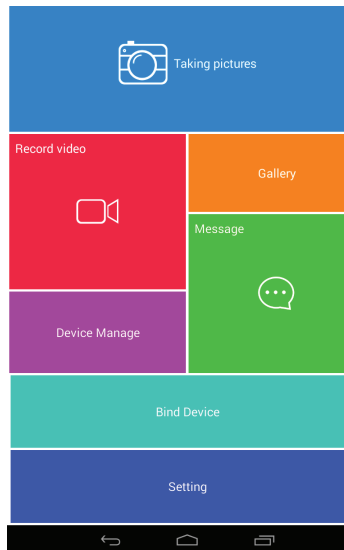 Taking pictures
Record video
Gallery
Message
Device Manage
Bind Device
Setting